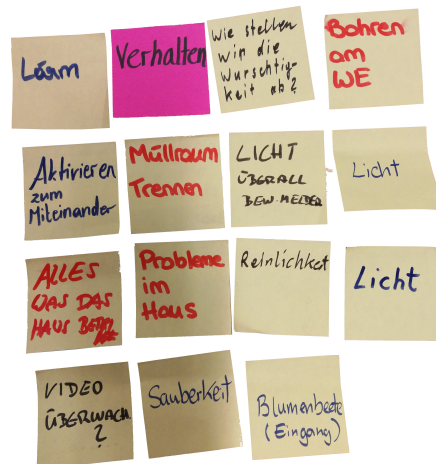 Lärm
Verhalten
Wie stellen
wir die
Wurschtig-
keit ab?
Bohren
am
WE
Aktivieren
zum
Miteinander
Müllraum
Trennen
LICHT
ÜBERALL
BEW.MELDER
Licht
ALLES
WAS DAS
HAUS
Probleme
im
Haus
Reinlichkeit
Licht
VIDEO
ÜBERWACH.
?
Sauberkeit
Blumenbeete
(Eingang)